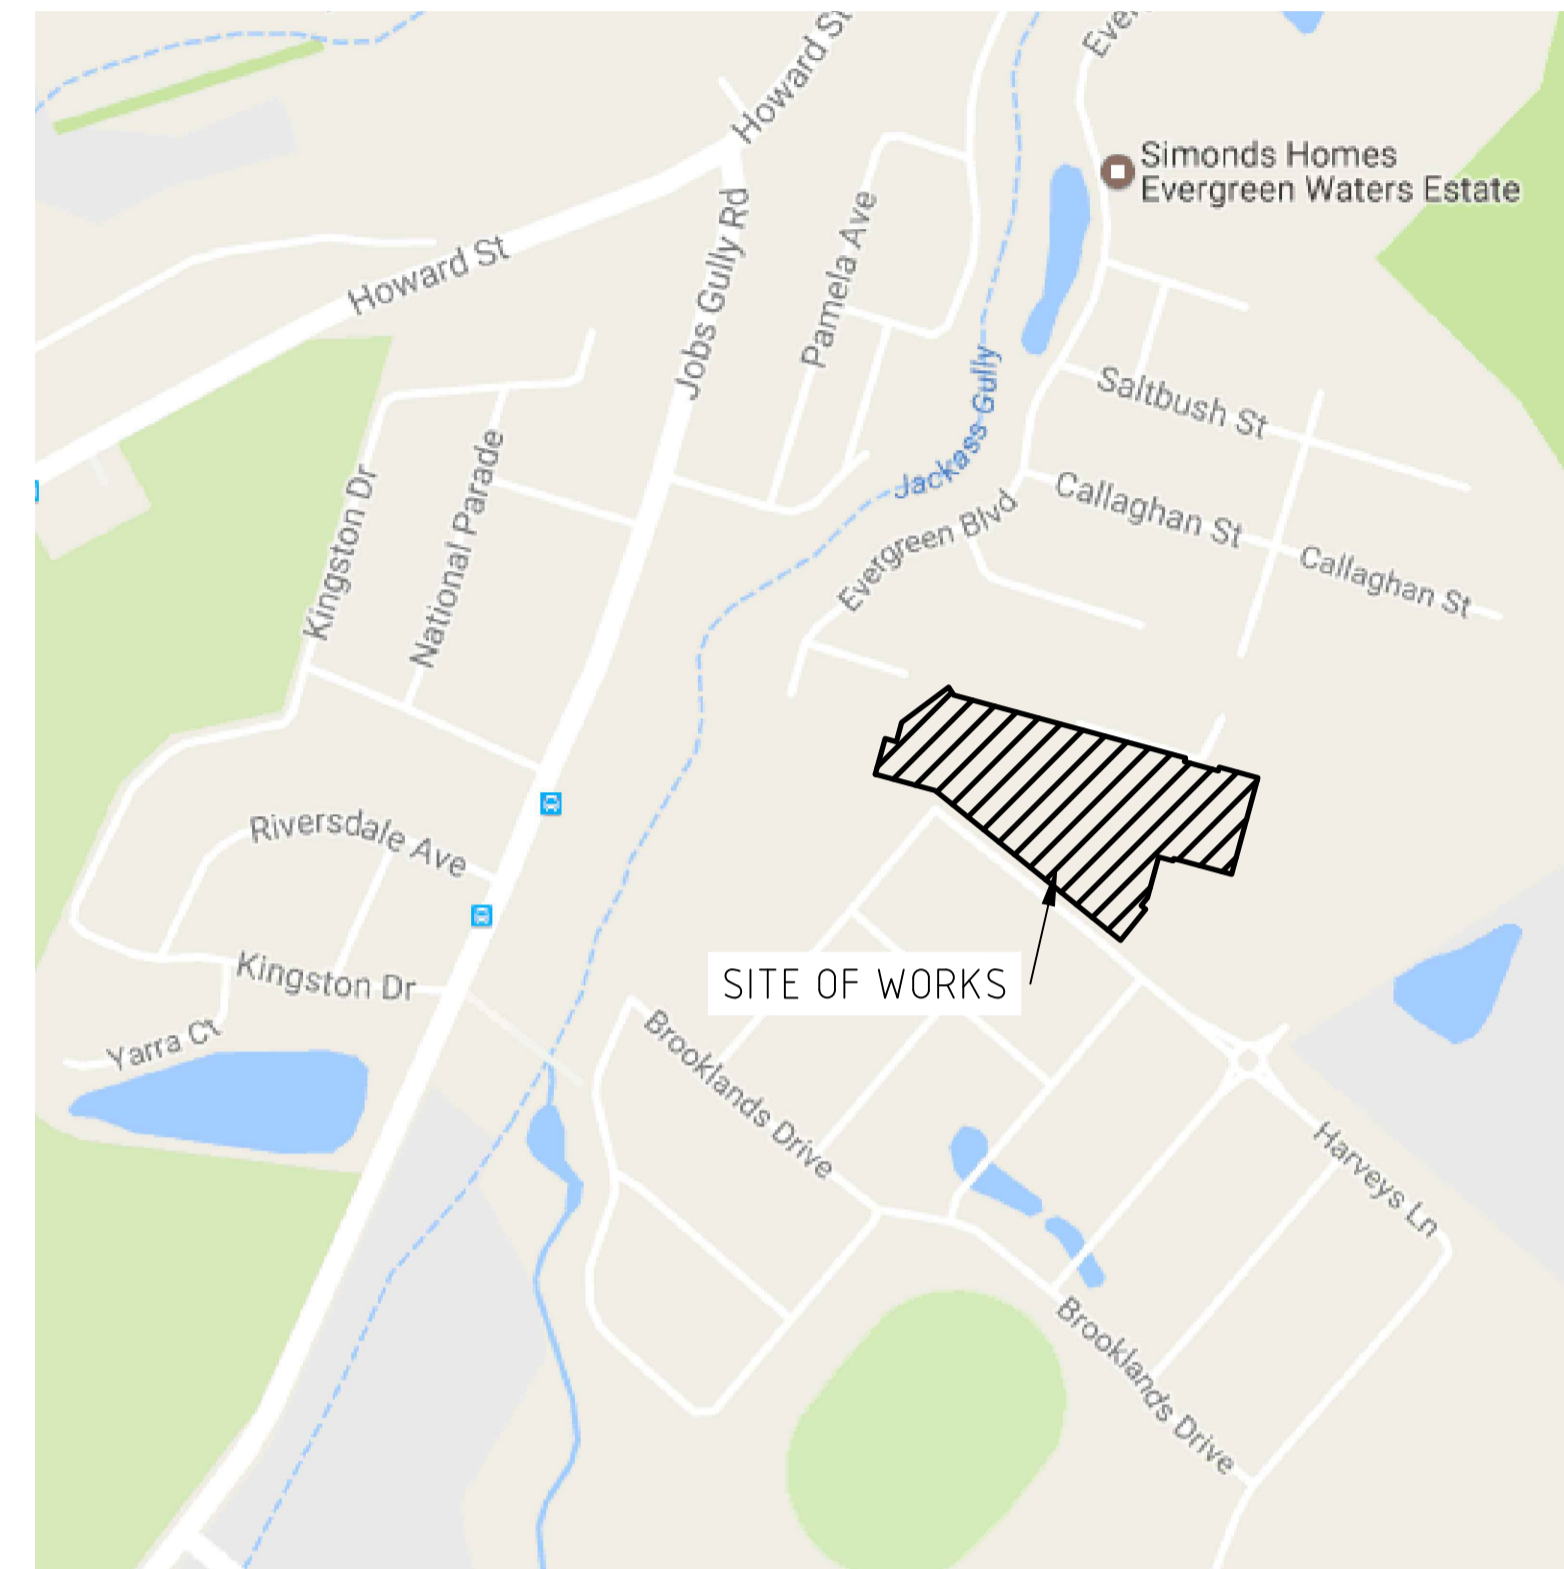 Howard St
Ever
Simonds Homes
Evergreen Waters Estate
Howard St
Jobs Gully Rd
Pamela Ave
Jackass Gully
Saltbush St
Kingston Dr
National Parade
Evergreen Blvd
Callaghan St
Callaghan St
Riversdale Ave
Kingston Dr
SITE OF WORKS
Yarra Ct
Brooklands Drive
Harveys Ln
Brooklands Drive